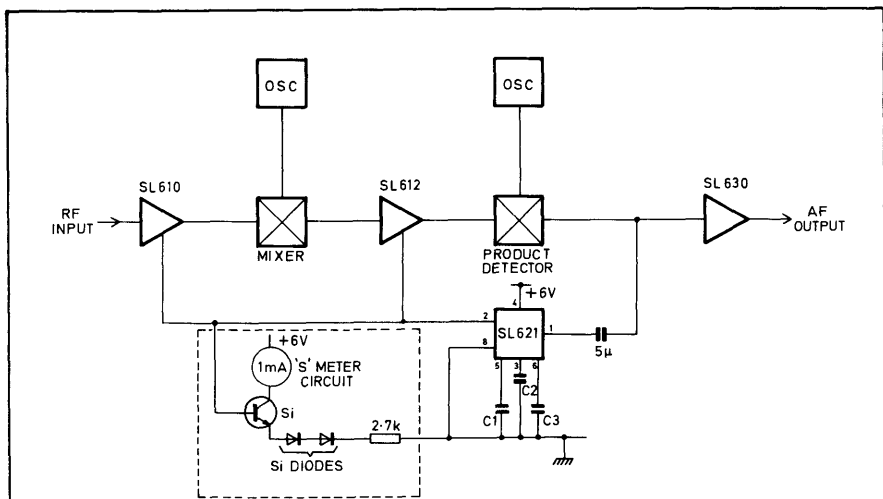 OSC
OSC
SL610
SL612
SL630
RF
INPUT
AF
OUTPUT
MIXER
PRODUCT
DETECTOR
+6V
4
2
SL621
1
8
5µ
5
3
6
C2
C1
C3
+6V
1mA
'S' METER
CIRCUIT
Si
2·7k
Si DIODES